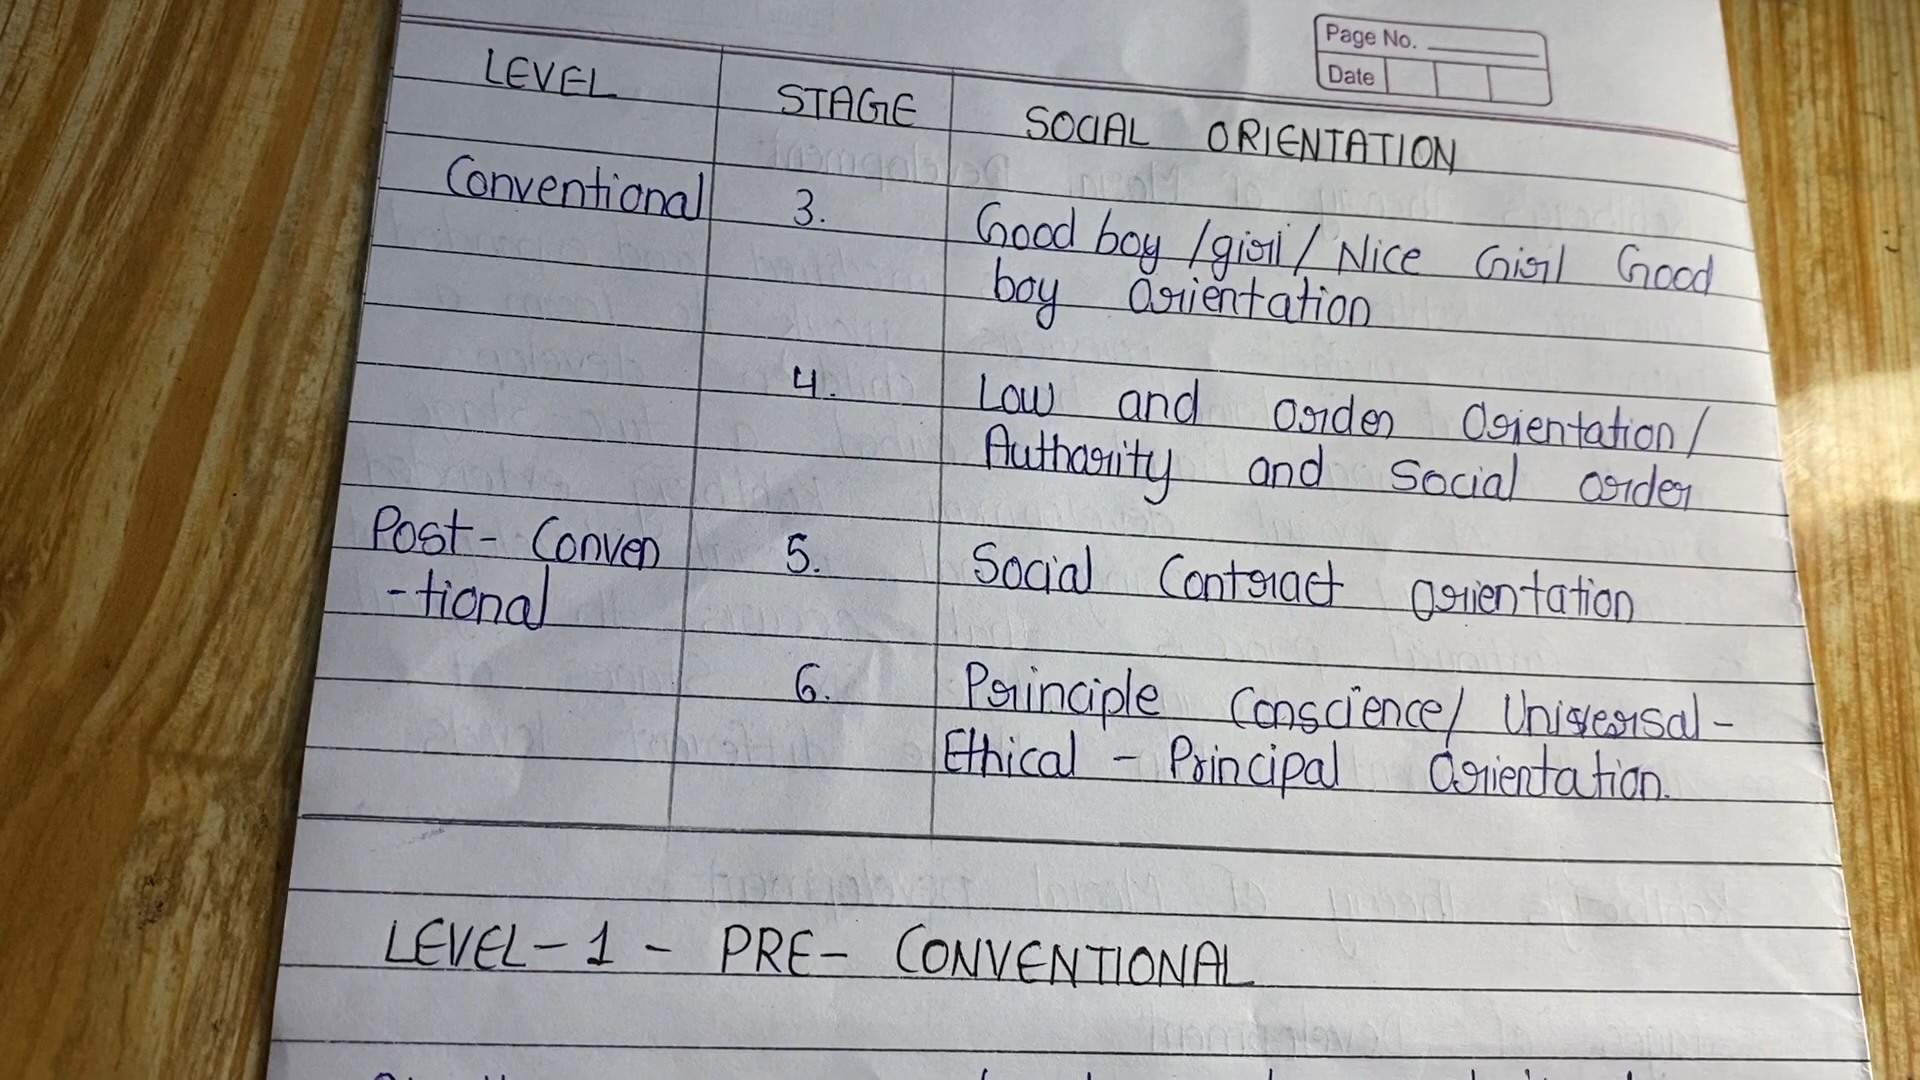 Page No.
Date
LEVEL STAGE SOCIAL ORIENTATION
Conventional 3. Good boy /girl / Nice Girl Good
boy Orientation
4. Law and order Orientation/
Authority and Social order
Post- Conven 5. Social Contract orientation
-tional
6. Principle Conscience/ Universal-
Ethical - Principal Orientation.
LEVEL-1 - PRE- CONVENTIONAL